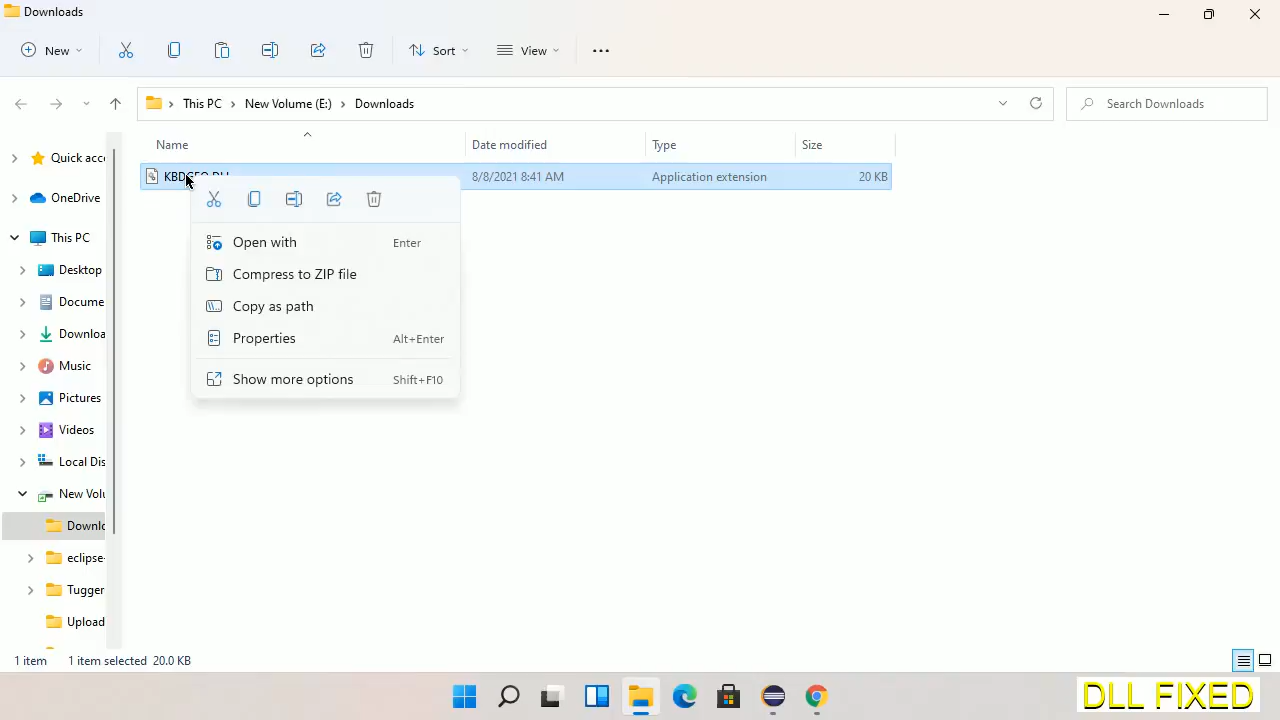 Downloads
New
Sort
View
This PC
New Volume (E:)
Downloads
Search Downloads
Name
Date modified
Type
Size
8/8/2021 8:41 AM
Application extension
20 KB
Open with
Enter
Compress to ZIP file
Copy as path
Properties
Alt+Enter
Show more options
Shift+F10
Quick acc
OneDrive
This PC
Desktop
Docume
Downloa
Music
Pictures
Videos
Local Dis
New Volu
Downlo
eclipse-
Tugger
Upload
1 item
1 item selected 20.0 KB
DLL FIXED